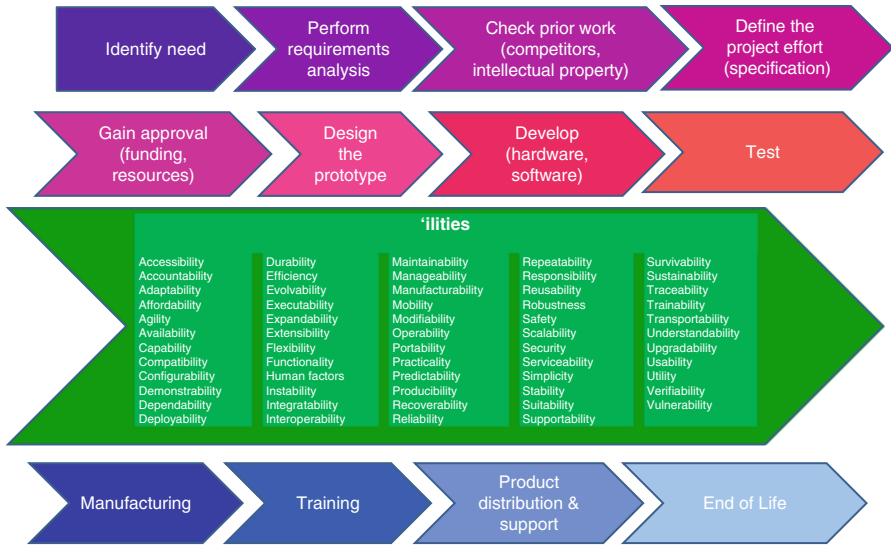 Identify need
Perform
requirements
analysis
Check prior work
(competitors,
intellectual property)
Define the
project effort
(specification)
Gain approval
(funding,
resources)
Design
the
prototype
Develop
(hardware,
software)
Test
‘ilities
Accessibility
Accountability
Adaptability
Affordability
Agility
Availability
Capability
Compatibility
Configurability
Demonstrability
Dependability
Deployability
Durability
Efficiency
Evolvability
Executability
Expandability
Extensibility
Flexibility
Functionality
Human factors
Instability
Integratability
Interoperability
Maintainability
Manageability
Manufacturability
Mobility
Modifiability
Operability
Portability
Practicality
Predictability
Producibility
Recoverability
Reliability
Repeatability
Responsibility
Reusability
Robustness
Safety
Scalability
Security
Serviceability
Simplicity
Stability
Suitability
Supportability
Survivability
Sustainability
Traceability
Trainability
Transportability
Understandability
Upgradability
Usability
Utility
Verifiability
Vulnerability
Manufacturing
Training
Product
distribution &
support
End of Life